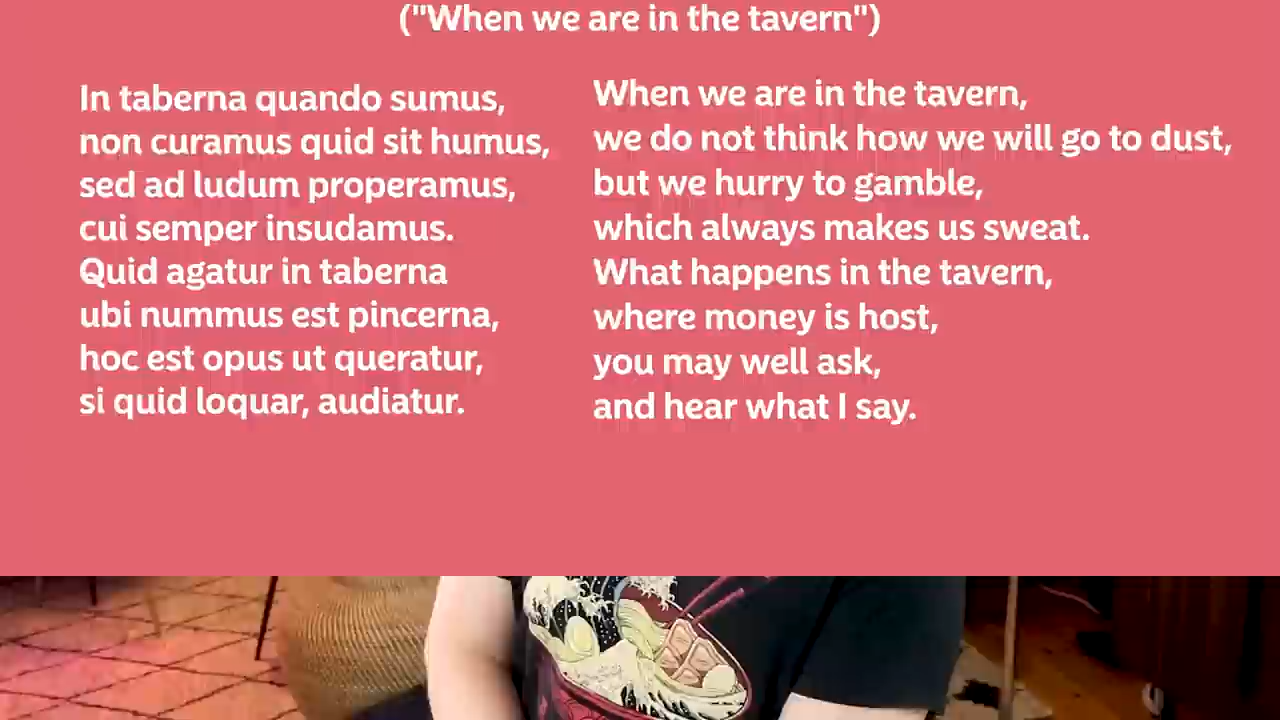 ("When we are in the tavern")
In taberna quando sumus,
non curamus quid sit humus,
sed ad ludum properamus,
cui semper insudamus.
Quid agatur in taberna
ubi nummus est pincerna,
hoc est opus ut queratur,
si quid loquar, audiatur.
When we are in the tavern,
we do not think how we will go to dust,
but we hurry to gamble,
which always makes us sweat.
What happens in the tavern,
where money is host,
you may well ask,
and hear what I say.